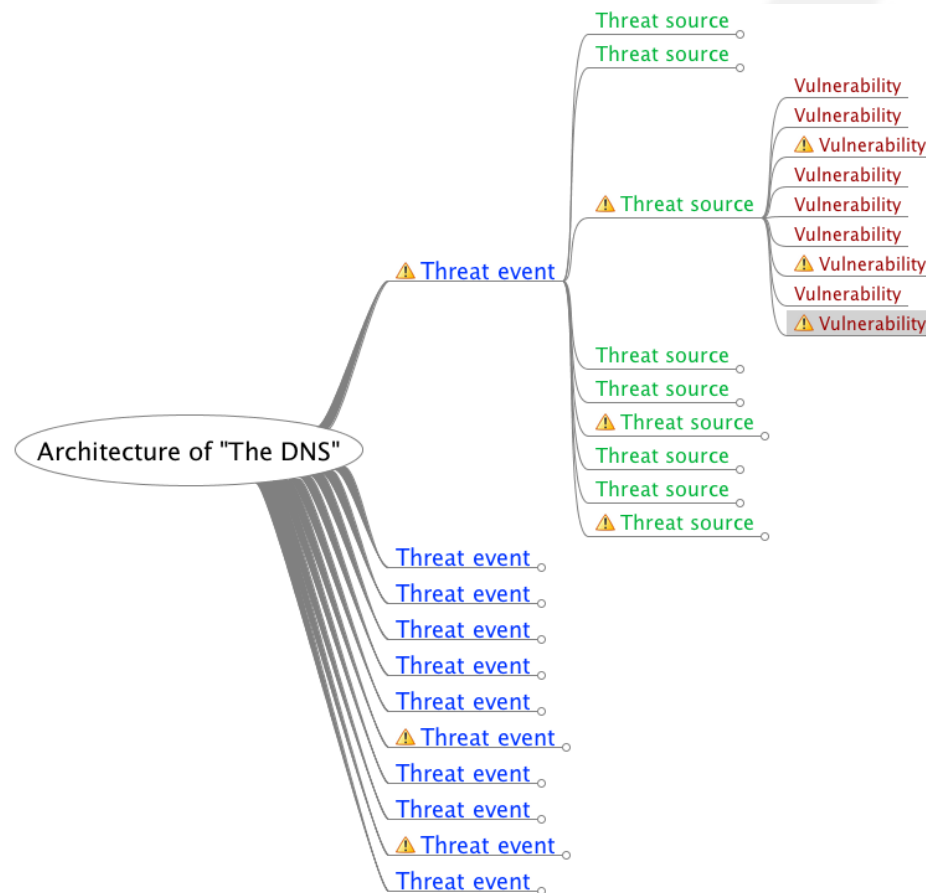 Threat source
Threat source
Vulnerability
Vulnerability
Vulnerability
Vulnerability
Threat source
Vulnerability
Vulnerability
Threat event
Vulnerability
Vulnerability
Vulnerability
Threat source
Threat source
Threat source
Architecture of "The DNS"
Threat source
Threat source
Threat source
Threat event
Threat event
Threat event
Threat event
Threat event
Threat event
Threat event
Threat event
Threat event
Threat event